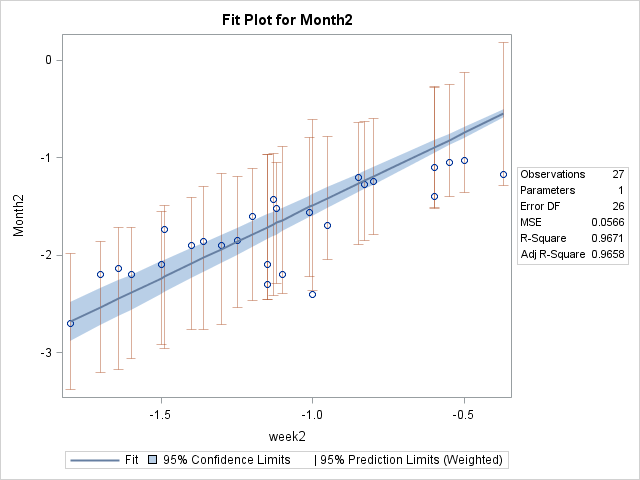 Fit Plot for Month2
0
-1
-2
-3
Month2
-1.5
-1.0
-0.5
week2
Observations 27
Parameters 1
Error DF 26
MSE 0.0566
R-Square 0.9671
Adj R-Square 0.9658
Fit 95% Confidence Limits 95% Prediction Limits (Weighted)